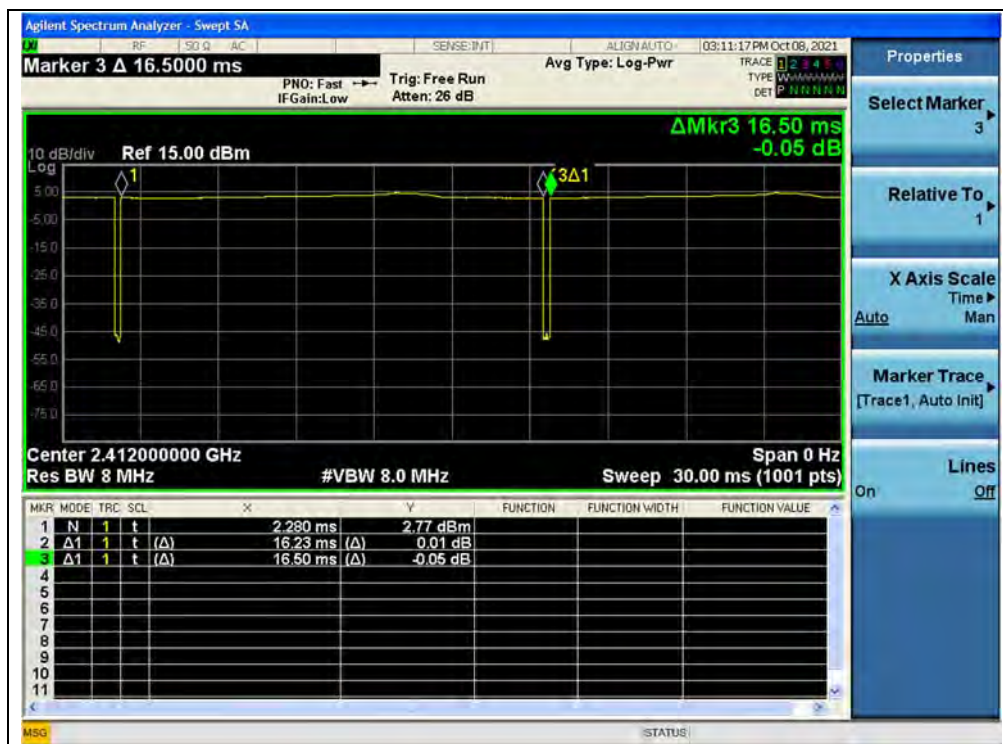 Agilent Spectrum Analyzer - Swept SA
LXI RF 50 Ω AC SENSE:INT ALIGN AUTO 03:11:17 PM Oct 08, 2021
Marker 3 Δ 16.5000 ms
PNO: Fast
IFGain:Low
Trig: Free Run
Atten: 26 dB
Avg Type: Log-Pwr
TRACE 1 2 3 4 5 6
TYPE
DET P N N N N N
ΔMkr3 16.50 ms
-0.05 dB
10 dB/div Ref 15.00 dBm
Log
1
3Δ1
5.00
-5.00
-15.0
-25.0
-35.0
-45.0
-55.0
-65.0
-75.0
Center 2.412000000 GHz Span 0 Hz
Res BW 8 MHz #VBW 8.0 MHz Sweep 30.00 ms (1001 pts)
MKR MODE TRC SCL X Y FUNCTION FUNCTION WIDTH FUNCTION VALUE
1 N 1 t 2.280 ms 2.77 dBm
2 Δ1 1 t (Δ) 16.23 ms (Δ) 0.01 dB
3 Δ1 1 t (Δ) 16.50 ms (Δ) -0.05 dB
4
5
6
7
8
9
10
11
MSG STATUS
Properties
Select Marker
3
Relative To
1
X Axis Scale
Time
Auto Man
Marker Trace
[Trace1, Auto Init]
Lines
On Off